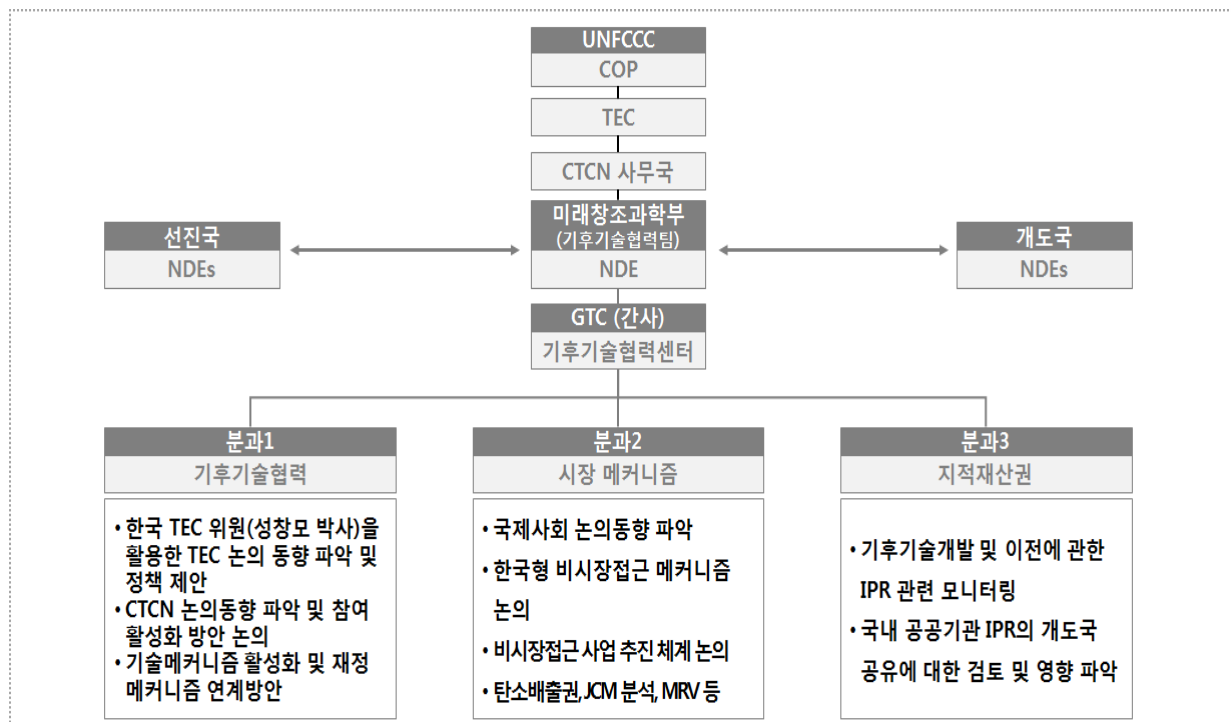 UNFCCC
COP
TEC
CTCN 사무국
미래창조과학부
(기후기술협력팀)
NDE
선진국
NDEs
개도국
NDEs
GTC (간사)
기후기술협력센터
분과1
기후기술협력
• 한국 TEC 위원(성창모 박사)을
활용한 TEC 논의 동향 파악 및
정책 제안
• CTCN 논의동향 파악 및 참여
활성화 방안 논의
• 기술메커니즘 활성화 및 재정
메커니즘 연계방안
분과2
시장 메커니즘
• 국제사회 논의동향 파악
• 한국형 비시장접근 메커니즘
논의
• 비시장접근 사업 추진 체계 논의
• 탄소배출권, JCM 분석, MRV 등
분과3
지적재산권
• 기후기술개발 및 이전에 관한
IPR 관련 모니터링
• 국내 공공기관 IPR의 개도국
공유에 대한 검토 및 영향 파악